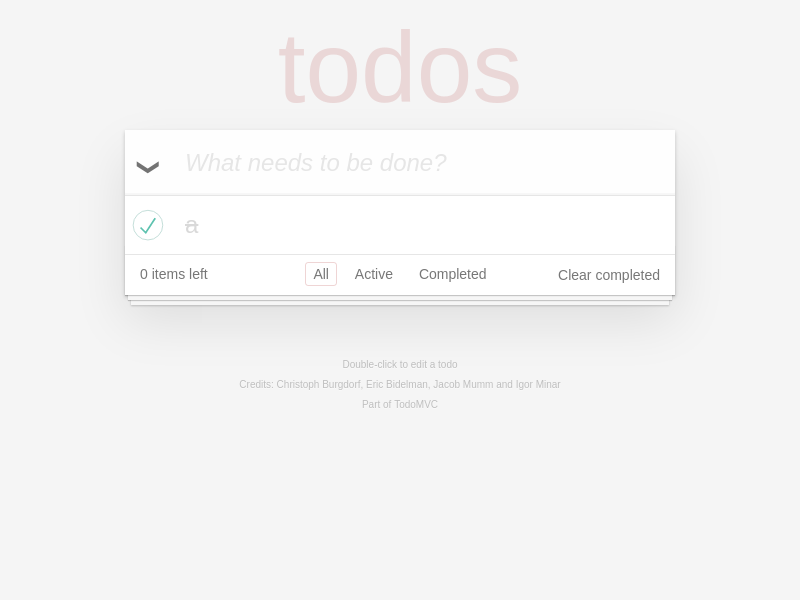 todos
What needs to be done?
a
0 items left All Active Completed Clear completed
Double-click to edit a todo
Credits: Christoph Burgdorf, Eric Bidelman, Jacob Mumm and Igor Minar
Part of TodoMVC